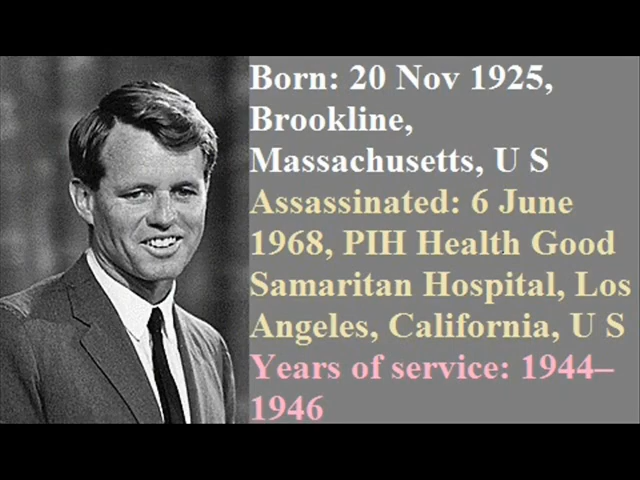 Born: 20 Nov 1925,
Brookline,
Massachusetts, U S
Assassinated: 6 June
1968, PIH Health Good
Samaritan Hospital, Los
Angeles, California, U S
Years of service: 1944–
1946